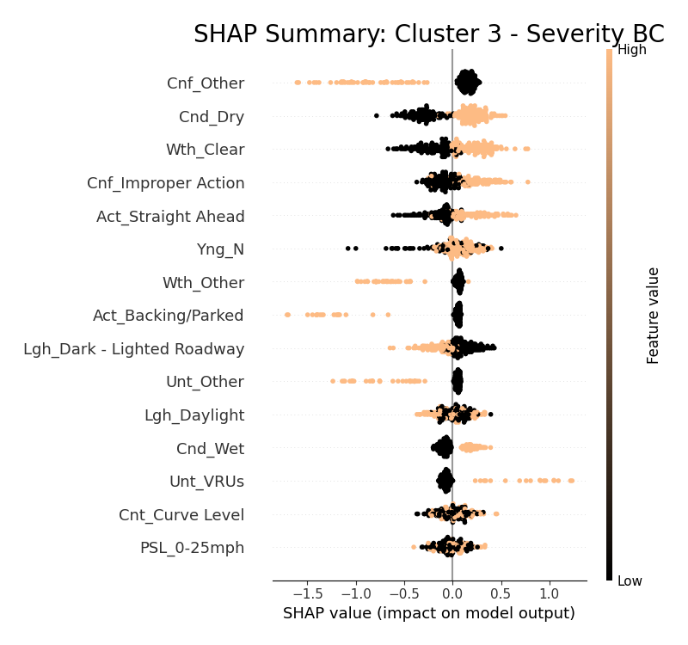 SHAP Summary: Cluster 3 - Severity BC
High
Cnf_Other
Cnd_Dry
Wth_Clear
Cnf_Improper Action
Act_Straight Ahead
Yng_N
Wth_Other
Act_Backing/Parked
Lgh_Dark - Lighted Roadway
Unt_Other
Lgh_Daylight
Cnd_Wet
Unt_VRUs
Cnt_Curve Level
PSL_0-25mph
Feature value
Low
−1.5 −1.0 −0.5 0.0 0.5 1.0
SHAP value (impact on model output)